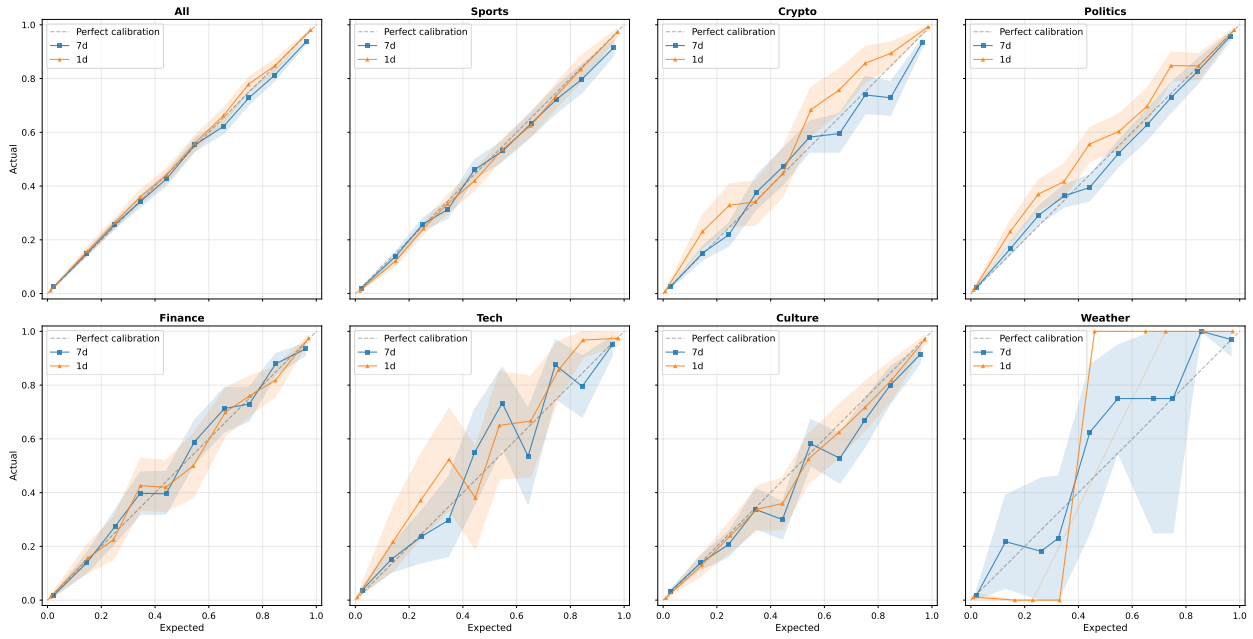 All
Sports
Crypto
Politics
Perfect calibration
7d
1d
Perfect calibration
7d
1d
Perfect calibration
7d
1d
Perfect calibration
7d
1d
Actual
1.0
0.8
0.6
0.4
0.2
0.0
Finance
Tech
Culture
Weather
Perfect calibration
7d
1d
Perfect calibration
7d
1d
Perfect calibration
7d
1d
Perfect calibration
7d
1d
Actual
1.0
0.8
0.6
0.4
0.2
0.0
0.0 0.2 0.4 0.6 0.8 1.0
0.0 0.2 0.4 0.6 0.8 1.0
0.0 0.2 0.4 0.6 0.8 1.0
0.0 0.2 0.4 0.6 0.8 1.0
Expected
Expected
Expected
Expected